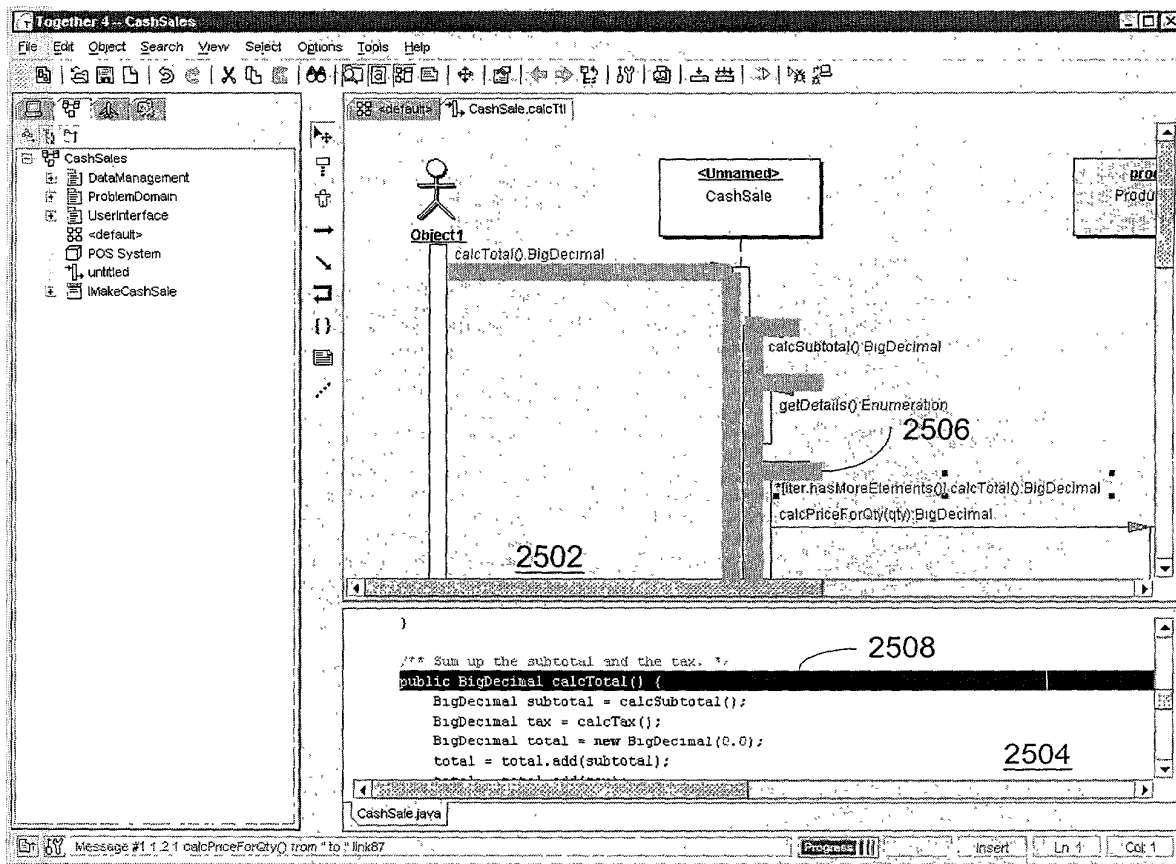 Together 4 – CashSales
File Edit Object Search View Select Options Tools Help
<default> CashSale.calcTtl
CashSales
DataManagement
ProblemDomain
UserInterface
<default>
POS System
untitled
IMakeCashSale
<Unnamed>
CashSale
pro
Produ
Object1
calcTotal():BigDecimal
calcSubtotal():BigDecimal
getDetails():Enumeration
2506
*[iter.hasMoreElements()].calcTotal():BigDecimal
calcPriceForQty(qty):BigDecimal
2502
}
/** Sum up the subtotal and the tax. */
2508
public BigDecimal calcTotal() {
BigDecimal subtotal = calcSubtotal();
BigDecimal tax = calcTax();
BigDecimal total = new BigDecimal(0.0);
total = total.add(subtotal);
2504
CashSale.java
Message #1 1.2 1 calcPriceForQty() from " to " link87
Progress Insert Ln 1 Col: 1